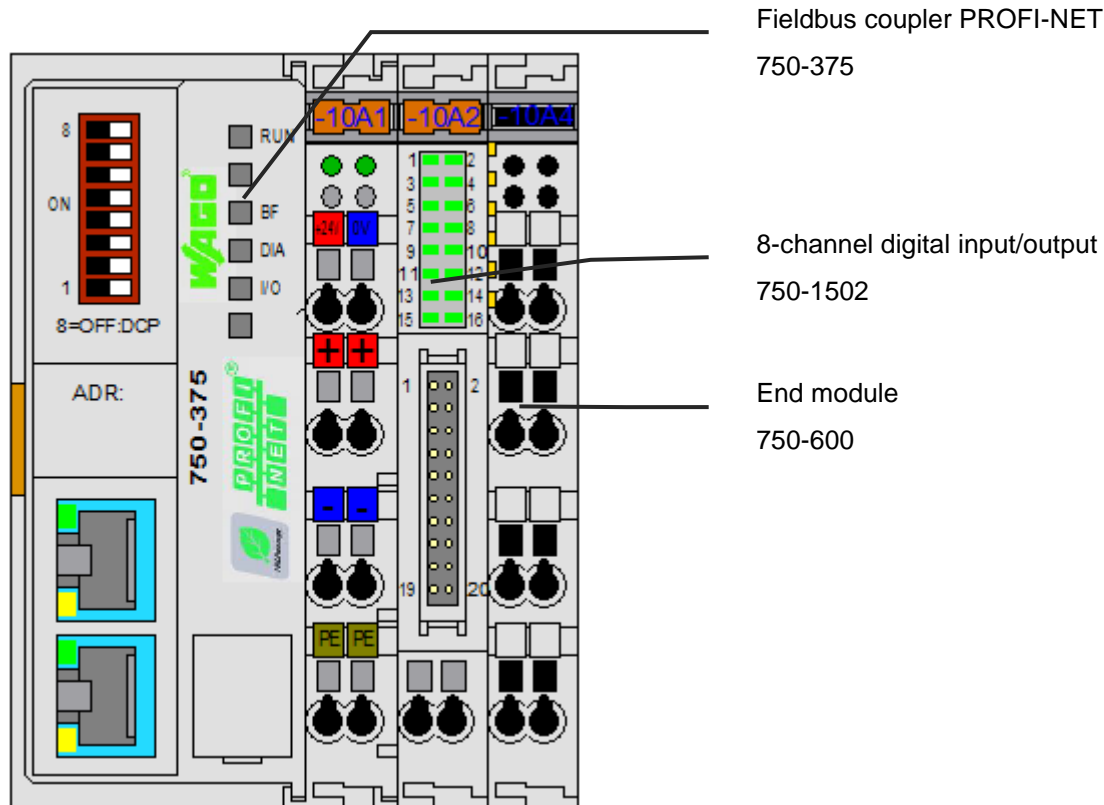 Fieldbus coupler PROFI-NET
750-375
8-channel digital input/output
750-1502
End module
750-600
-10A1
-10A2
-10A4
8
ON
1
8=OFF:DCP
ADR:
WAGO
RUN
BF
DIA
I/O
750-375
PROFI
NET
®
+24V
0V
+ +
- -
PE PE
1 2
3 4
5 6
7 8
9 10
11 12
13 14
15 16
1 2
19 20